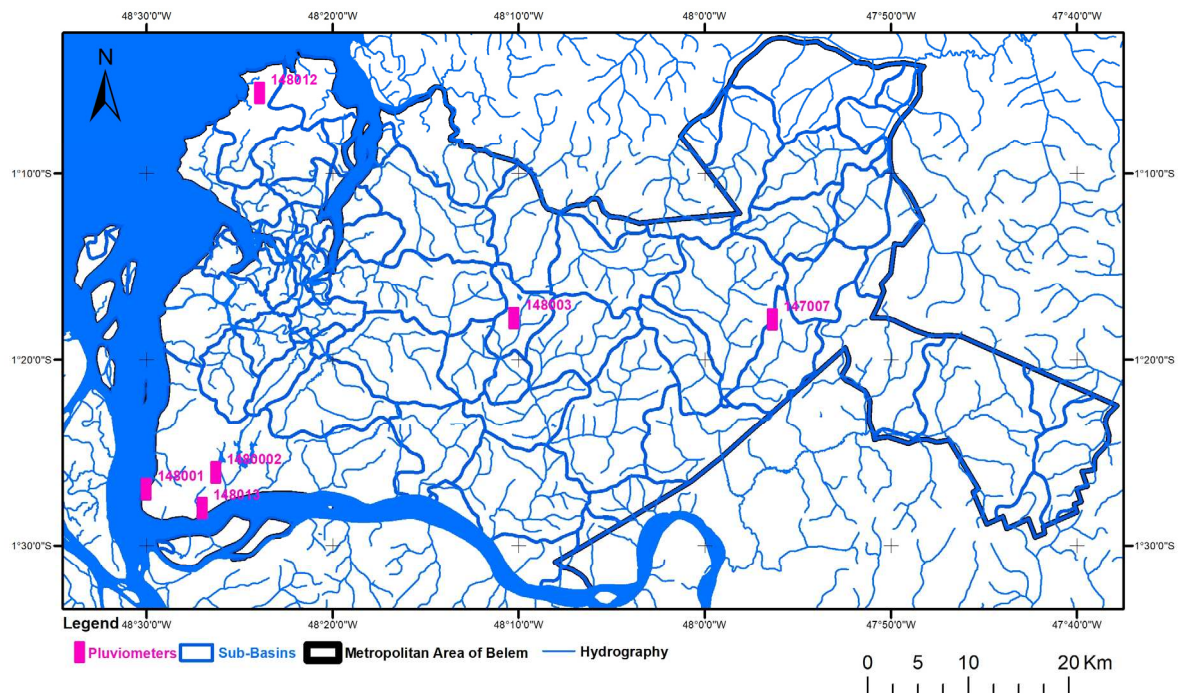 48°30'0"W 48°20'0"W 48°10'0"W 48°0'0"W 47°50'0"W 47°40'0"W
N
148012
1°10'0"S 1°10'0"S
148003 147007
1°20'0"S 1°20'0"S
1480002
148001
148013
1°30'0"S 1°30'0"S
48°30'0"W 48°20'0"W 48°10'0"W 48°0'0"W 47°50'0"W 47°40'0"W
Legend
Pluviometers Sub-Basins Metropolitan Area of Belem Hydrography
0 5 10 20 Km